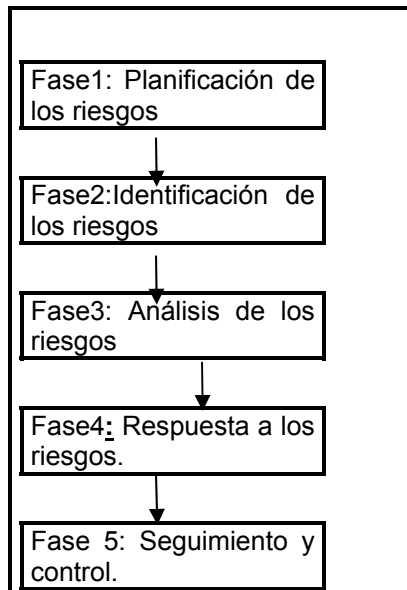 Fase1: Planificación de
los riesgos
Fase2:Identificación de
los riesgos
Fase3: Análisis de los
riesgos
Fase4: Respuesta a los
riesgos.
Fase 5: Seguimiento y
control.